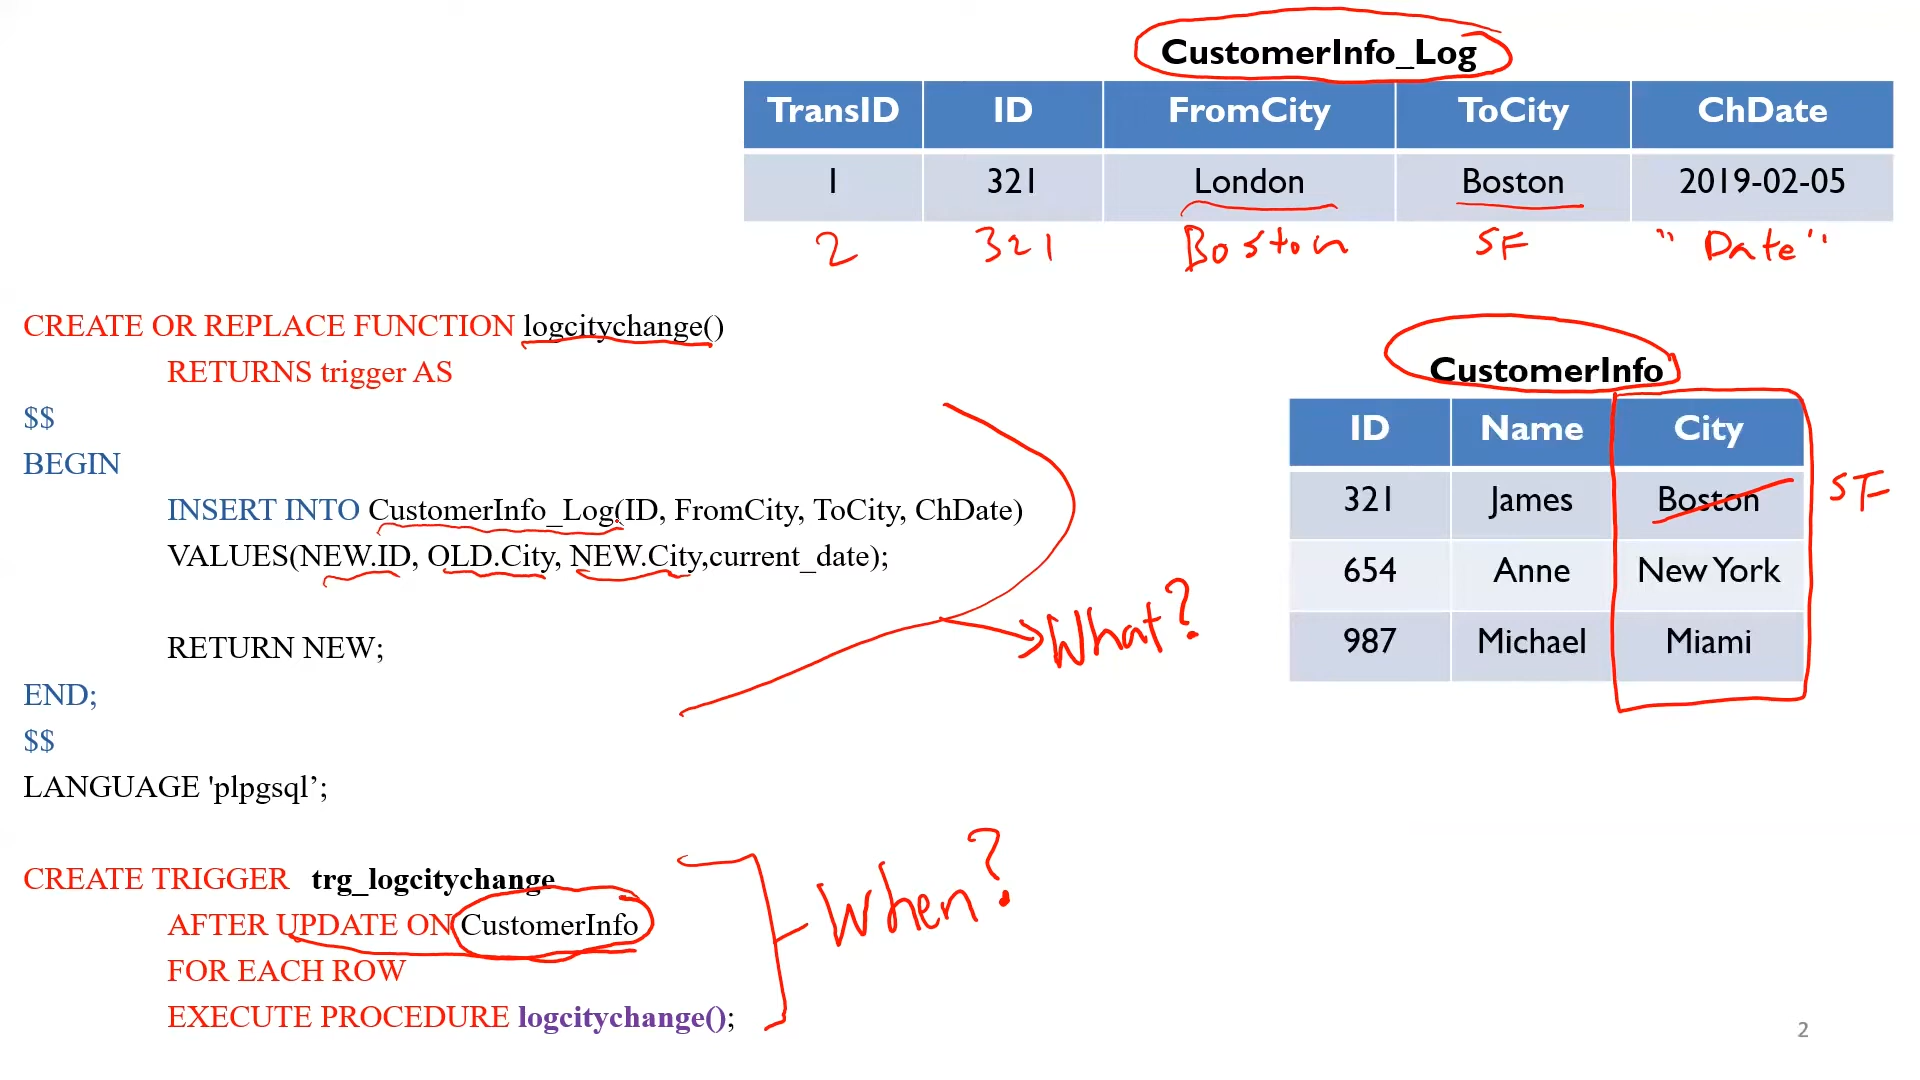 CustomerInfo_Log
TransID ID FromCity ToCity ChDate
1 321 London Boston 2019-02-05
2 321 Boston SF "Date"
CREATE OR REPLACE FUNCTION logcitychange()
RETURNS trigger AS
$$
BEGIN
INSERT INTO CustomerInfo_Log(ID, FromCity, ToCity, ChDate)
VALUES(NEW.ID, OLD.City, NEW.City,current_date);
RETURN NEW;
END;
$$
LANGUAGE 'plpgsql’;
What?
CustomerInfo
ID Name City
321 James Boston SF
654 Anne New York
987 Michael Miami
CREATE TRIGGER trg_logcitychange
AFTER UPDATE ON CustomerInfo
FOR EACH ROW
EXECUTE PROCEDURE logcitychange();
When?
2